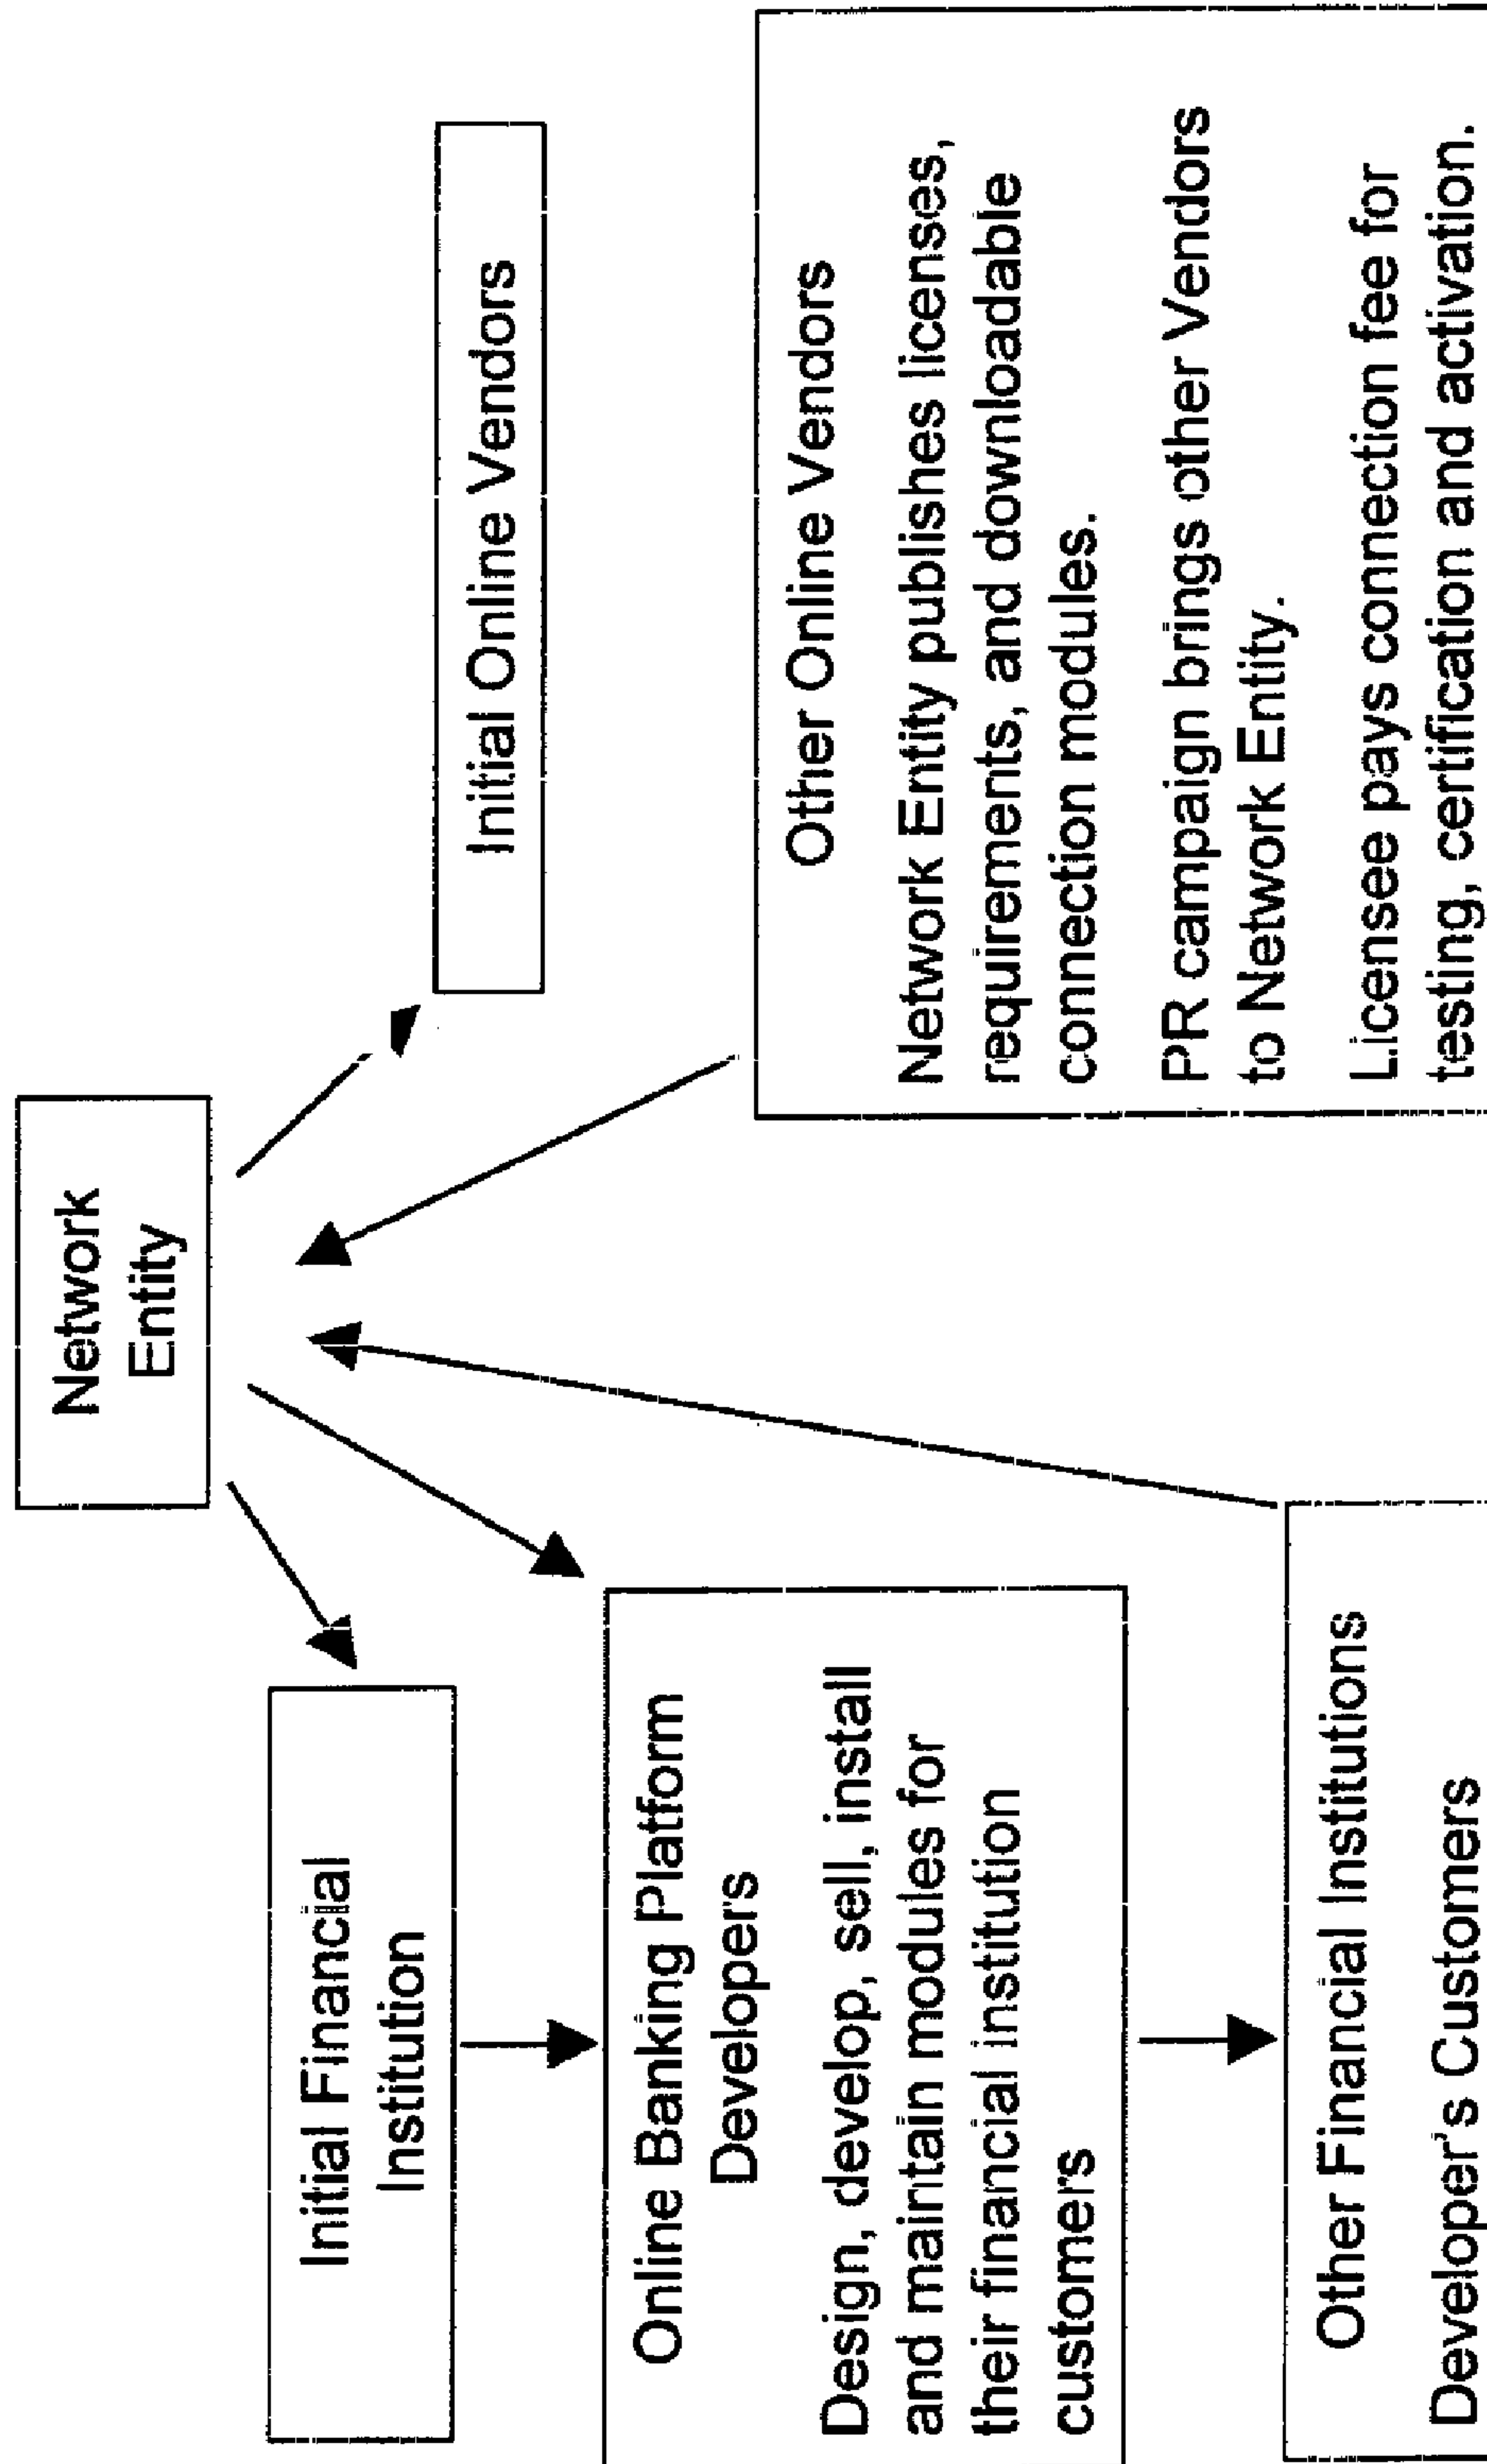 Network
Entity
Initial Financial
Institution
Initial Online Vendors
Online Banking Platform
Developers
Design, develop, sell, install
and maintain modules for
their financial institution
customers
Other Online Vendors
Network Entity publishes licenses,
requirements, and downloadable
connection modules.
PR campaign brings other Vendors
to Network Entity.
Licensee pays connection fee for
testing, certification and activation.
Other Financial Institutions
Developer's Customers